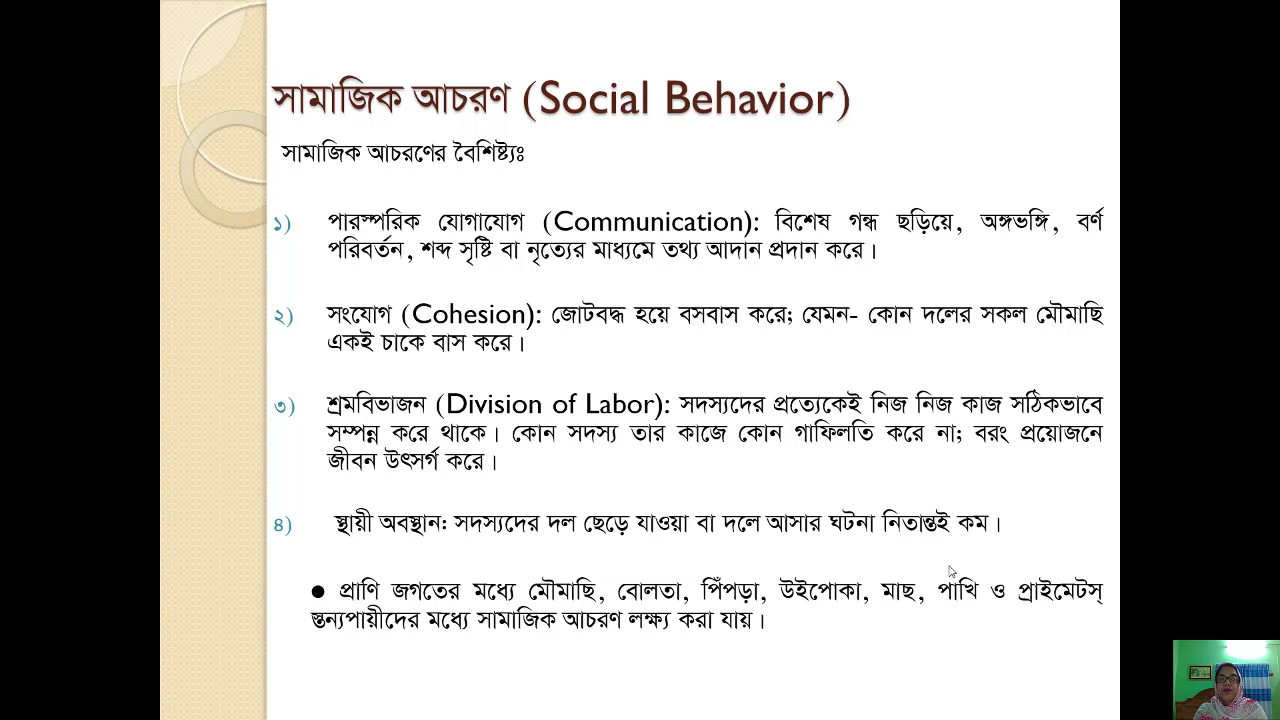 সামাজিক আচরণ (Social Behavior)
সামাজিক আচরণের বৈশিষ্ট্যঃ
১) পারস্পরিক যোগাযোগ (Communication): বিশেষ গন্ধ ছড়িয়ে, অঙ্গভঙ্গি, বর্ণ
পরিবর্তন, শব্দ সৃষ্টি বা নৃত্যের মাধ্যমে তথ্য আদান প্রদান করে।
২) সংযোগ (Cohesion): জোটবদ্ধ হয়ে বসবাস করে; যেমন- কোন দলের সকল মৌমাছি
একই চাকে বাস করে।
৩) শ্রমবিভাজন (Division of Labor): সদস্যদের প্রত্যেকেই নিজ নিজ কাজ সঠিকভাবে
সম্পন্ন করে থাকে। কোন সদস্য তার কাজে কোন গাফিলতি করে না; বরং প্রয়োজনে
জীবন উৎসর্গ করে।
৪) স্থায়ী অবস্থান: সদস্যদের দল ছেড়ে যাওয়া বা দলে আসার ঘটনা নিতান্তই কম।
● প্রাণি জগতের মধ্যে মৌমাছি, বোলতা, পিঁপড়া, উইপোকা, মাছ, পাখি ও প্রাইমেটস্
স্তন্যপায়ীদের মধ্যে সামাজিক আচরণ লক্ষ্য করা যায়।